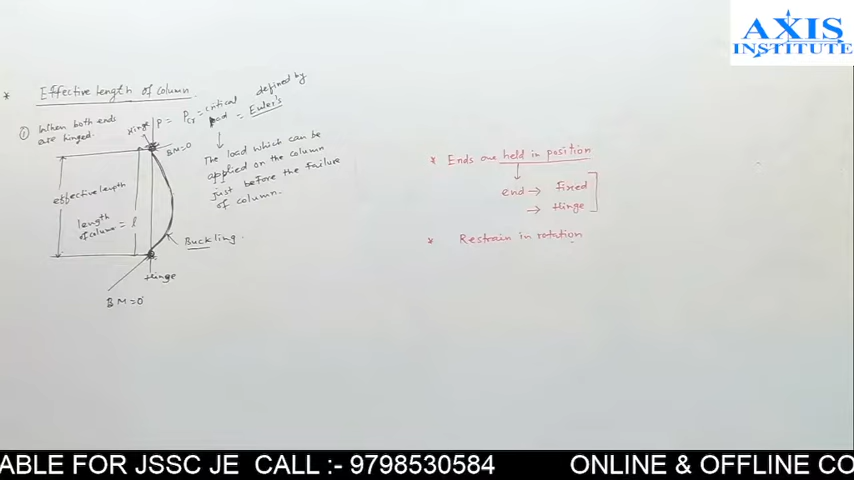 AXIS
INSTITUTE
* Effective length of column
① When both ends
are hinged.
Hinge
P = Pcr = critical load = defined by Euler's
BM=0
The load which can be
applied on the column
just before the failure
of column.
effective length
length
of column = l
Buckling
Hinge
BM=0
* Ends are held in position
end → Fixed
→ Hinge
* Restrain in rotation
ABLE FOR JSSC JE CALL :- 9798530584 ONLINE & OFFLINE CO